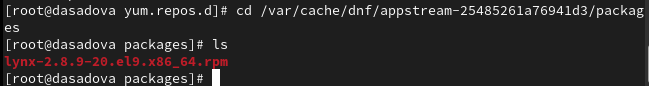 [root@dasadova yum.repos.d]# cd /var/cache/dnf/appstream-25485261a76941d3/packag
es
[root@dasadova packages]# ls
lynx-2.8.9-20.el9.x86_64.rpm
[root@dasadova packages]#